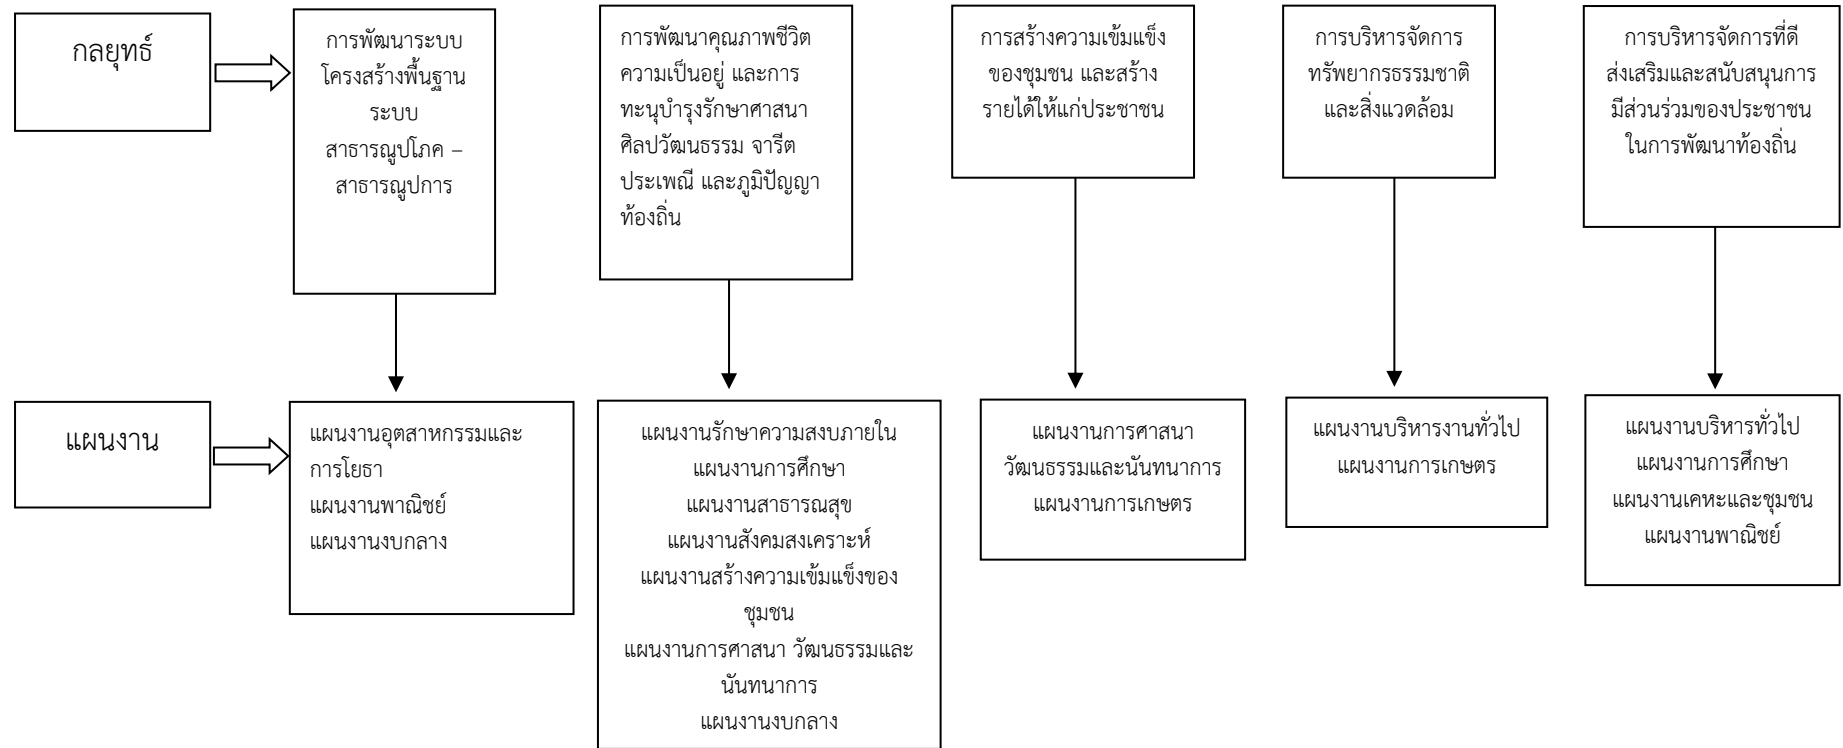 กลยุทธ์
การพัฒนาระบบ
โครงสร้างพื้นฐาน
ระบบ
สาธารณูปโภค –
สาธารณูปการ
การพัฒนาคุณภาพชีวิต
ความเป็นอยู่ และการ
ทะนุบำรุงรักษาศาสนา
ศิลปวัฒนธรรม จารีต
ประเพณี และภูมิปัญญา
ท้องถิ่น
การสร้างความเข้มแข็ง
ของชุมชน และสร้าง
รายได้ให้แก่ประชาชน
การบริหารจัดการ
ทรัพยากรธรรมชาติ
และสิ่งแวดล้อม
การบริหารจัดการที่ดี
ส่งเสริมและสนับสนุนการ
มีส่วนร่วมของประชาชน
ในการพัฒนาท้องถิ่น
แผนงาน
แผนงานอุตสาหกรรมและ
การโยธา
แผนงานพาณิชย์
แผนงานงบกลาง
แผนงานรักษาความสงบภายใน
แผนงานการศึกษา
แผนงานสาธารณสุข
แผนงานสังคมสงเคราะห์
แผนงานสร้างความเข้มแข็งของ
ชุมชน
แผนงานการศาสนา วัฒนธรรมและ
นันทนาการ
แผนงานงบกลาง
แผนงานการศาสนา
วัฒนธรรมและนันทนาการ
แผนงานการเกษตร
แผนงานบริหารงานทั่วไป
แผนงานการเกษตร
แผนงานบริหารทั่วไป
แผนงานการศึกษา
แผนงานเคหะและชุมชน
แผนงานพาณิชย์